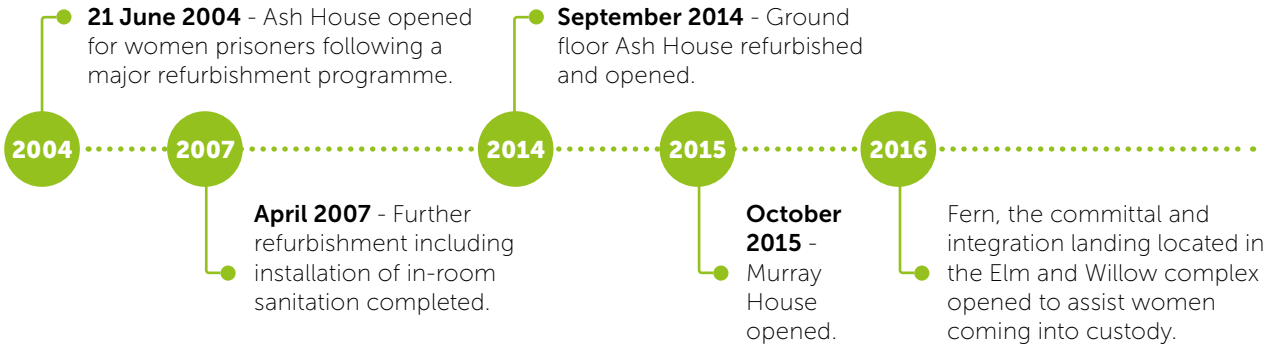 21 June 2004 - Ash House opened
for women prisoners following a
major refurbishment programme.
September 2014 - Ground
floor Ash House refurbished
and opened.
2004
2007
2014
2015
2016
April 2007 - Further
refurbishment including
installation of in-room
sanitation completed.
October
2015 -
Murray
House
opened.
Fern, the committal and
integration landing located in
the Elm and Willow complex
opened to assist women
coming into custody.